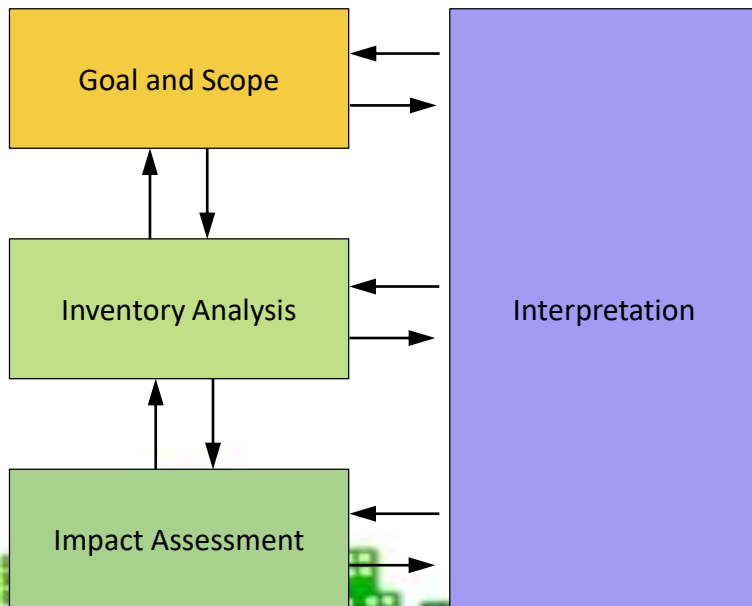 Goal and Scope
Inventory Analysis
Interpretation
Impact Assessment